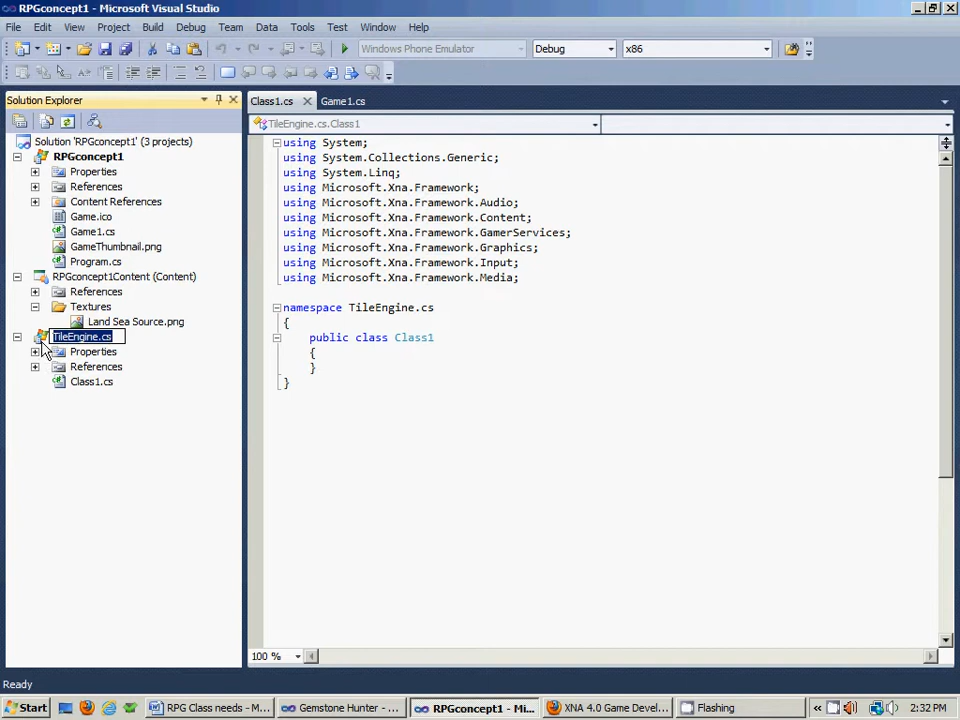 RPGconcept1 - Microsoft Visual Studio
File Edit View Project Build Debug Team Data Tools Test Window Help
Windows Phone Emulator Debug x86
Solution Explorer
Class1.cs Game1.cs
TileEngine.cs.Class1
Solution 'RPGconcept1' (3 projects)
RPGconcept1
Properties
References
Content References
Game.ico
Game1.cs
GameThumbnail.png
Program.cs
RPGconcept1Content (Content)
References
Textures
Land Sea Source.png
TileEngine.cs
Properties
References
Class1.cs
using System;
using System.Collections.Generic;
using System.Linq;
using Microsoft.Xna.Framework;
using Microsoft.Xna.Framework.Audio;
using Microsoft.Xna.Framework.Content;
using Microsoft.Xna.Framework.GamerServices;
using Microsoft.Xna.Framework.Graphics;
using Microsoft.Xna.Framework.Input;
using Microsoft.Xna.Framework.Media;
namespace TileEngine.cs
{
public class Class1
{
}
}
100 %
Ready
Start RPG Class needs - M... Gemstone Hunter - ... RPGconcept1 - Mi... XNA 4.0 Game Devel... Flashing 2:32 PM